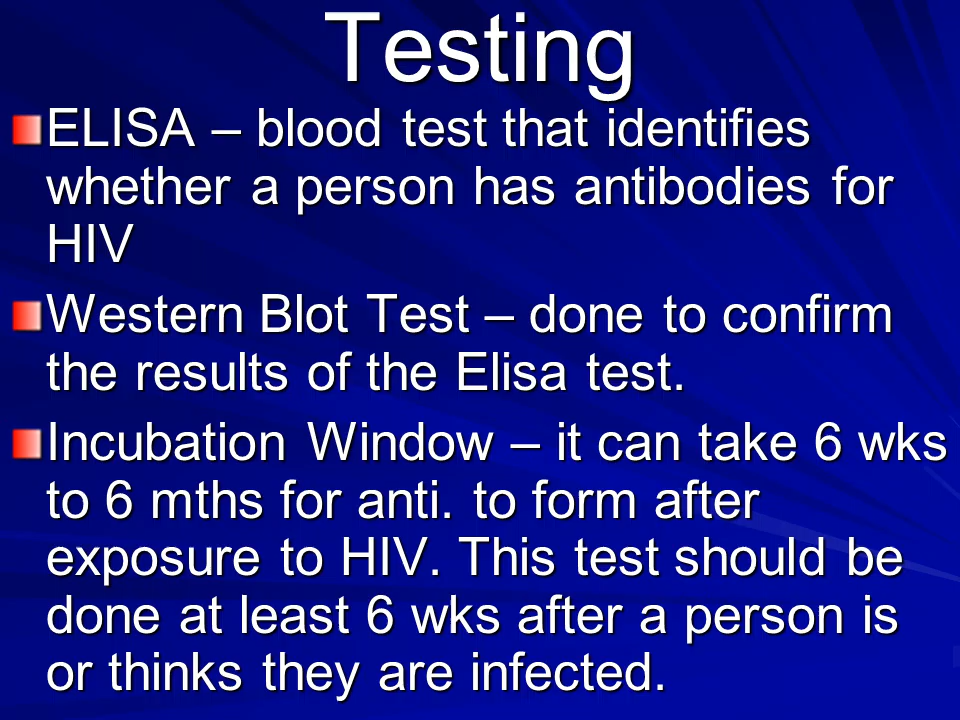 Testing
ELISA – blood test that identifies
whether a person has antibodies for
HIV
Western Blot Test – done to confirm
the results of the Elisa test.
Incubation Window – it can take 6 wks
to 6 mths for anti. to form after
exposure to HIV. This test should be
done at least 6 wks after a person is
or thinks they are infected.